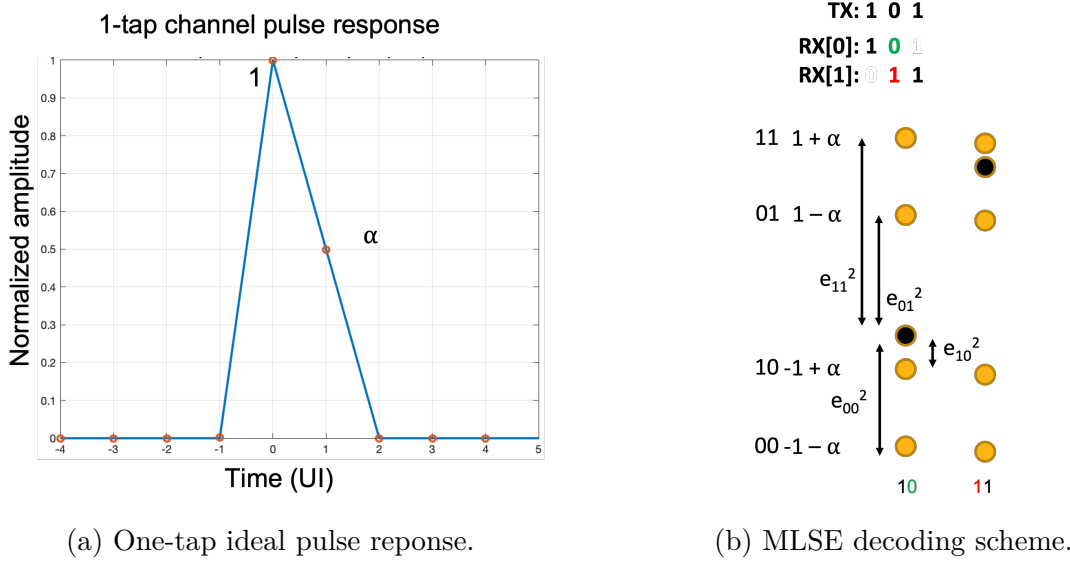 1-tap channel pulse response
Normalized amplitude
1
0.9
0.8
0.7
0.6
0.5
0.4
0.3
0.2
0.1
0
-4 -3 -2 -1 0 1 2 3 4 5
1
α
Time (UI)
(a) One-tap ideal pulse reponse.
TX: 1 0 1
RX[0]: 1 0 1
RX[1]: 0 1 1
11 1 + α
01 1 – α
e₁₁²
e₀₁²
10 -1 + α
e₁₀²
e₀₀²
00 -1 – α
10 11
(b) MLSE decoding scheme.